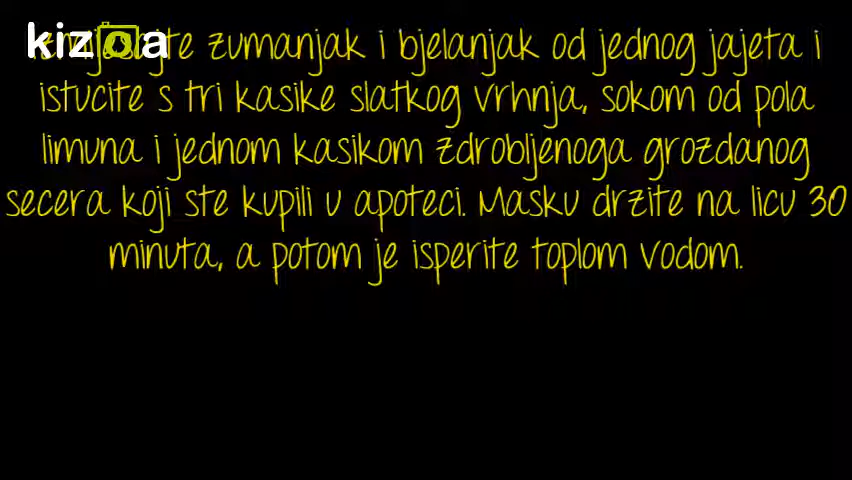 kizoa
zumanjak i bjelanjak od jednog jajeta i
istucite s tri kasike slatkog vrhnja, sokom od pola
limuna i jednom kasikom zdrobljenoga grozdanog
secera koji ste kupili u apoteci. Masku drzite na licu 30
minuta, a potom je isperite toplom vodom.